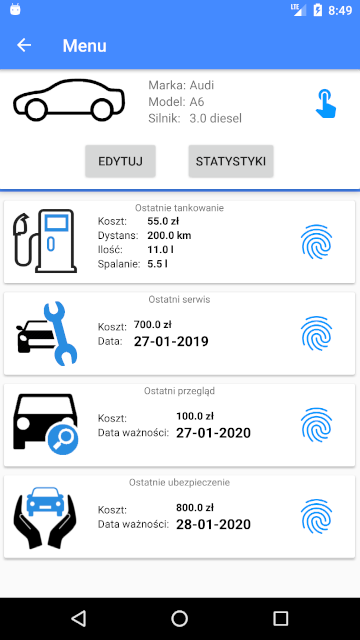 LTE 8:49
Menu
Marka: Audi
Model: A6
Silnik: 3.0 diesel
EDYTUJ STATYSTYKI
Ostatnie tankowanie
Koszt: 55.0 zł
Dystans: 200.0 km
Ilość: 11.0 l
Spalanie: 5.5 l
Ostatni serwis
Koszt: 700.0 zł
Data: 27-01-2019
Ostatni przegląd
Koszt: 100.0 zł
Data ważności: 27-01-2020
Ostatnie ubezpieczenie
Koszt: 800.0 zł
Data ważności: 28-01-2020